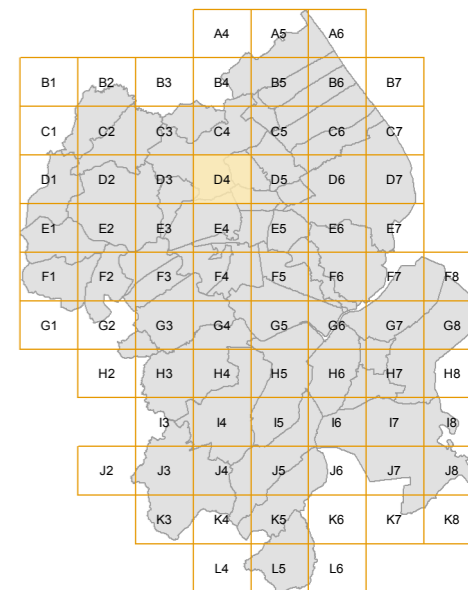 A4 A5 A6
B1 B2 B3 B4 B5 B6 B7
C1 C2 C3 C4 C5 C6 C7
D1 D2 D3 D4 D5 D6 D7
E1 E2 E3 E4 E5 E6 E7
F1 F2 F3 F4 F5 F6 F7 F8
G1 G2 G3 G4 G5 G6 G7 G8
H2 H3 H4 H5 H6 H7 H8
I3 I4 I5 I6 I7 I8
J2 J3 J4 J5 J6 J7 J8
K3 K4 K5 K6 K7 K8
L4 L5 L6